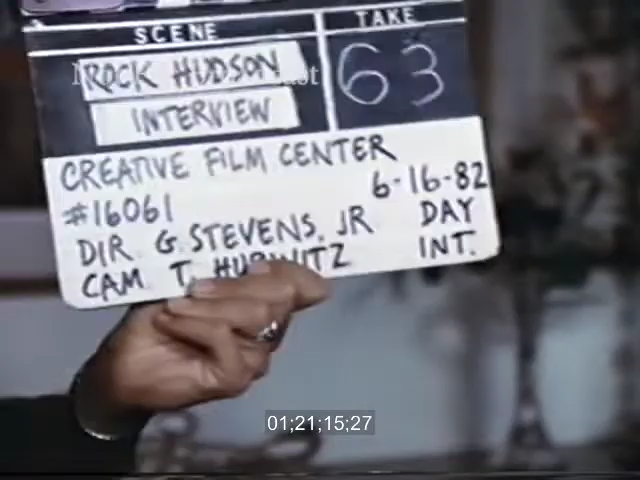 SCENE
TAKE
ROCK HUDSON
63
INTERVIEW
CREATIVE FILM CENTER
#16061 6-16-82
DIR. G. STEVENS, JR DAY
CAM T. HURWITZ INT.
01;21;15;27